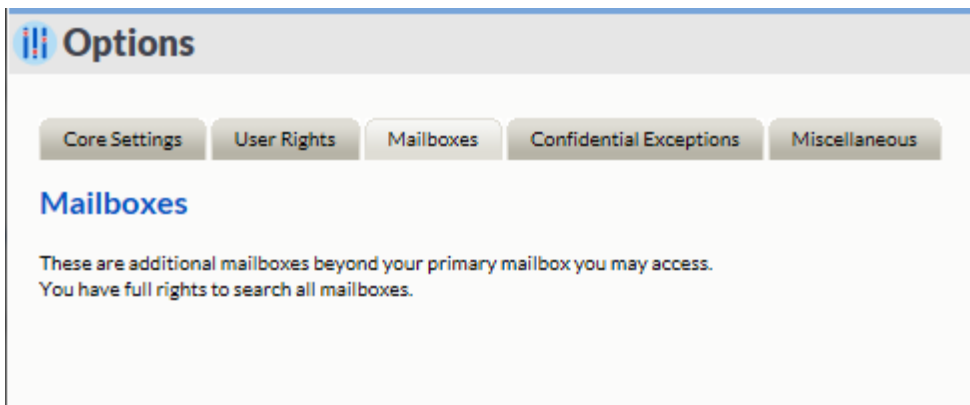 Options
Core Settings
User Rights
Mailboxes
Confidential Exceptions
Miscellaneous
Mailboxes
These are additional mailboxes beyond your primary mailbox you may access.
You have full rights to search all mailboxes.